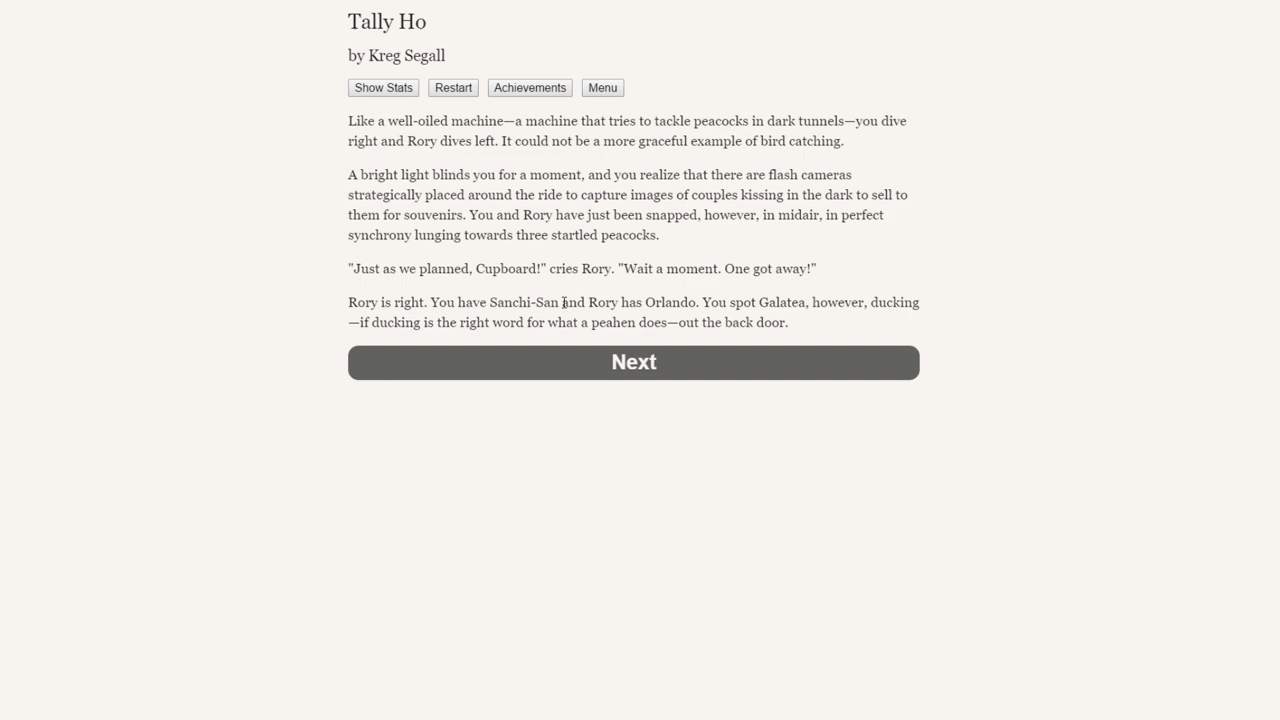 Tally Ho
by Kreg Segall
Show Stats Restart Achievements Menu
Like a well-oiled machine—a machine that tries to tackle peacocks in dark tunnels—you dive
right and Rory dives left. It could not be a more graceful example of bird catching.
A bright light blinds you for a moment, and you realize that there are flash cameras
strategically placed around the ride to capture images of couples kissing in the dark to sell to
them for souvenirs. You and Rory have just been snapped, however, in midair, in perfect
synchrony lunging towards three startled peacocks.
"Just as we planned, Cupboard!" cries Rory. "Wait a moment. One got away!"
Rory is right. You have Sanchi-San and Rory has Orlando. You spot Galatea, however, ducking
—if ducking is the right word for what a peahen does—out the back door.
Next